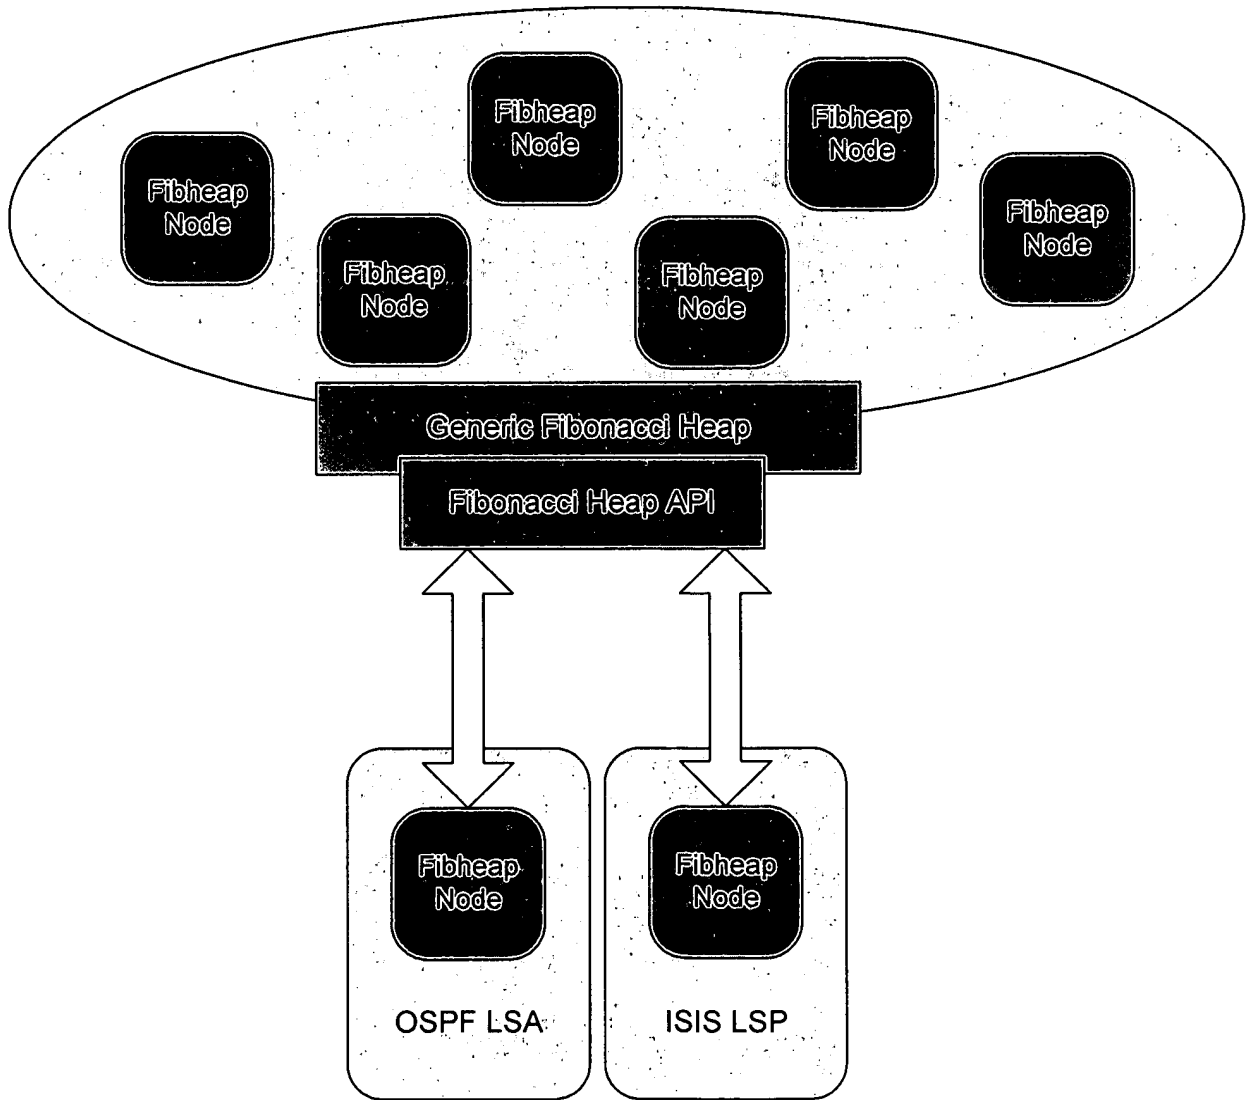 Fibheap
Node
Fibheap
Node
Fibheap
Node
Fibheap
Node
Fibheap
Node
Fibheap
Node
Generic Fibonacci Heap
Fibonacci Heap API
Fibheap
Node
Fibheap
Node
OSPF LSA
ISIS LSP